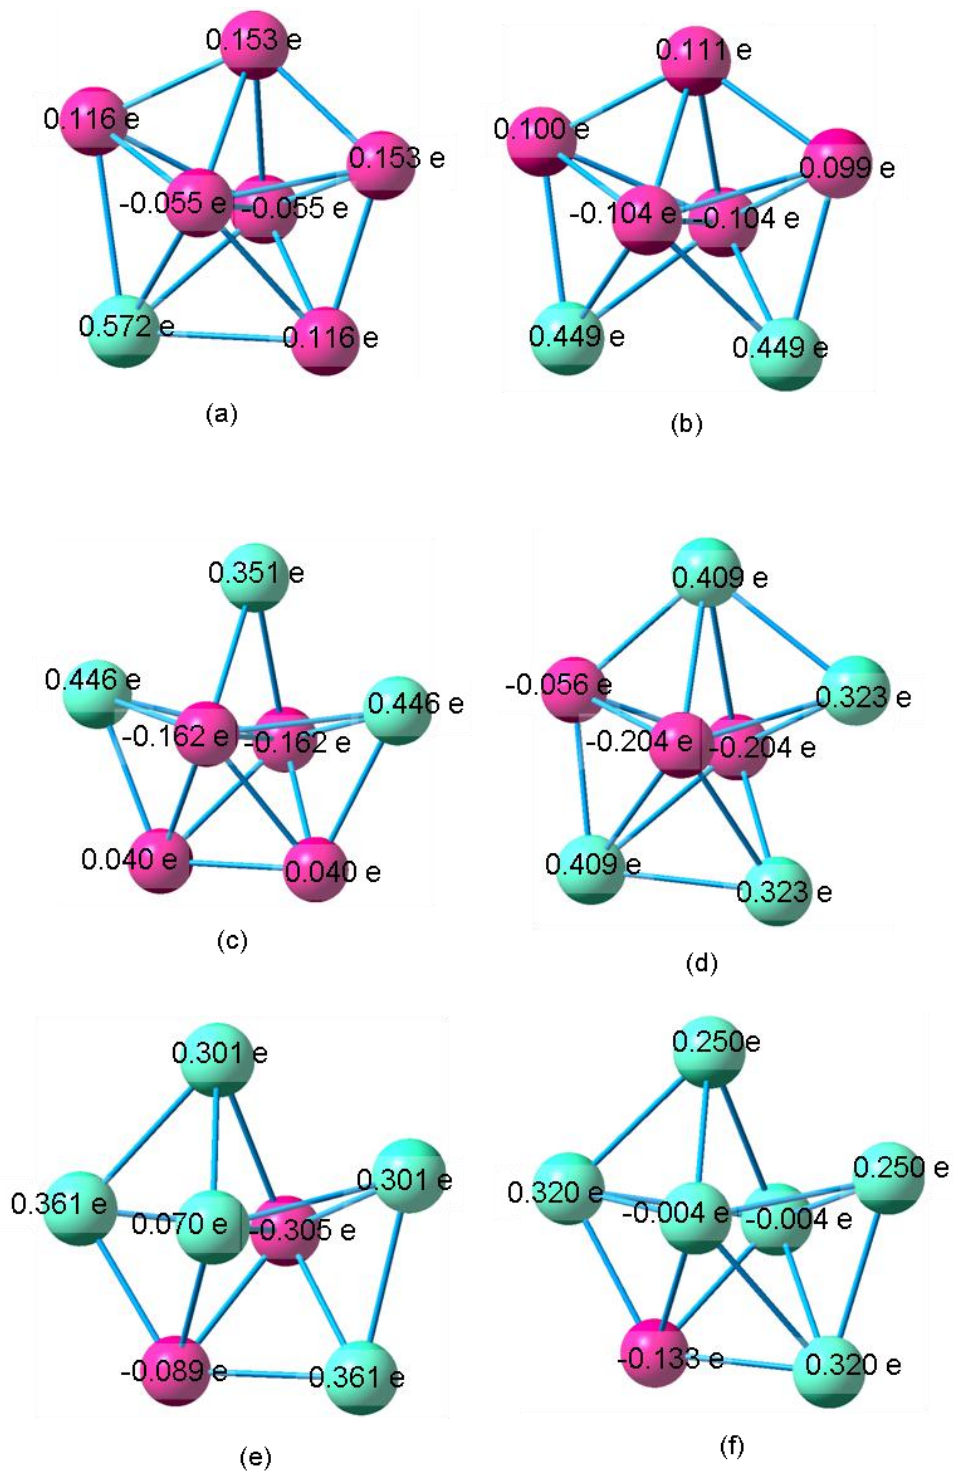 0.153 e
0.116 e
0.153 e
-0.055 e
-0.055 e
0.572 e
0.116 e
(a)
0.111 e
0.100 e
0.099 e
-0.104 e
-0.104 e
0.449 e
0.449 e
(b)
0.351 e
0.446 e
0.446 e
-0.162 e
-0.162 e
0.040 e
0.040 e
(c)
0.409 e
-0.056 e
0.323 e
-0.204 e
-0.204 e
0.409 e
0.323 e
(d)
0.301 e
0.361 e
0.301 e
0.070 e
-0.305 e
-0.089 e
0.361 e
(e)
0.250e
0.320 e
0.250 e
-0.004 e
-0.004 e
-0.133 e
0.320 e
(f)